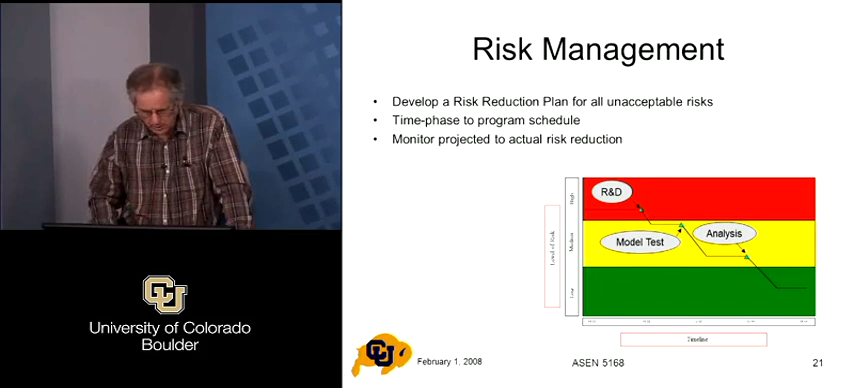 Risk Management
• Develop a Risk Reduction Plan for all unacceptable risks
• Time-phase to program schedule
• Monitor projected to actual risk reduction
High
R&D
Level of Risk
Medium
Model Test
Analysis
Low
Timeline
CU
University of Colorado
Boulder
CU
February 1, 2008
ASEN 5168
21